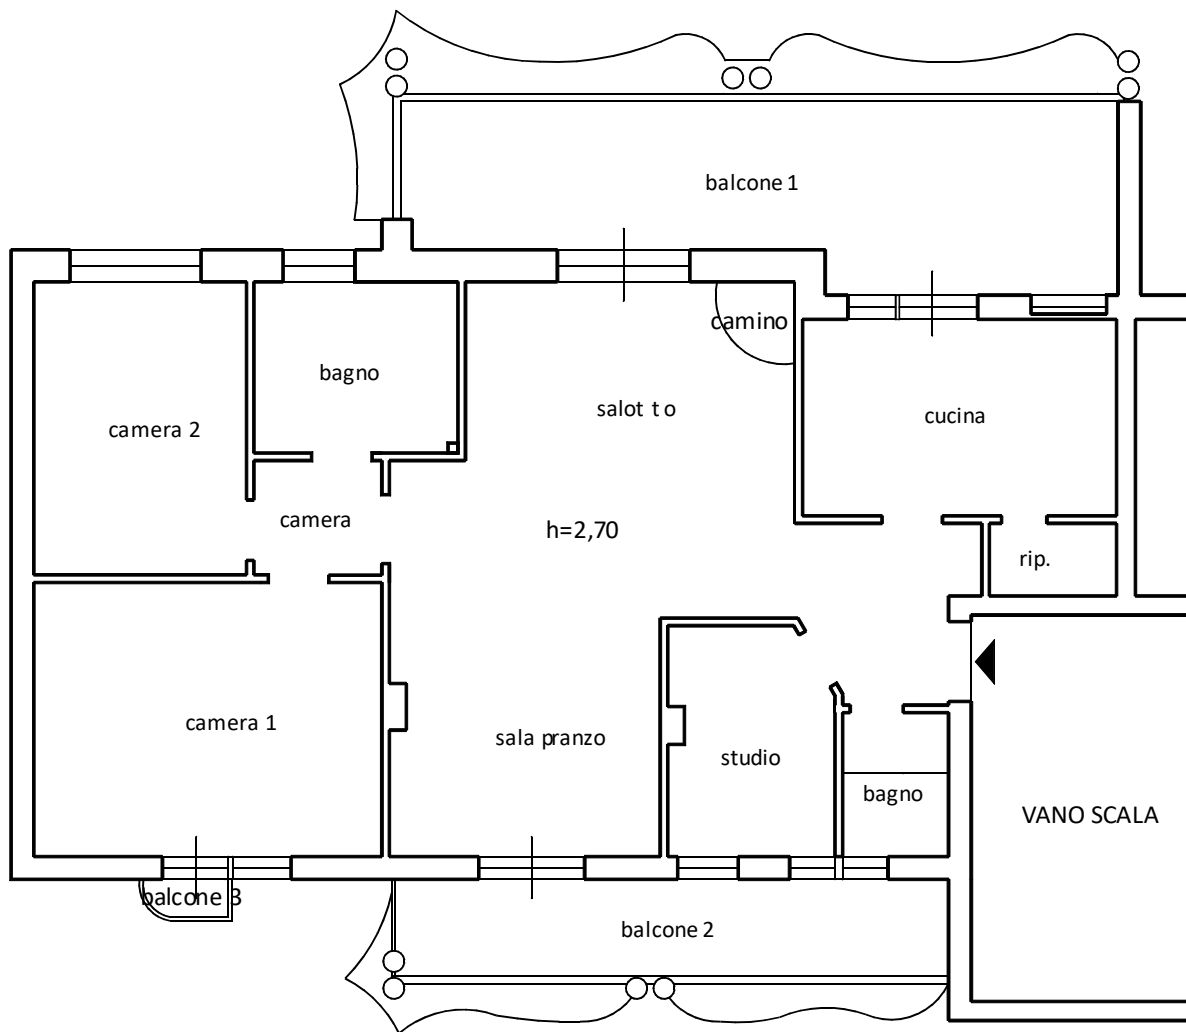 balcone 1
camino
bagno
salotto
cucina
camera 2
camera
h=2,70
rip.
camera 1
sala pranzo
studio
bagno
VANO SCALA
balcone 3
balcone 2